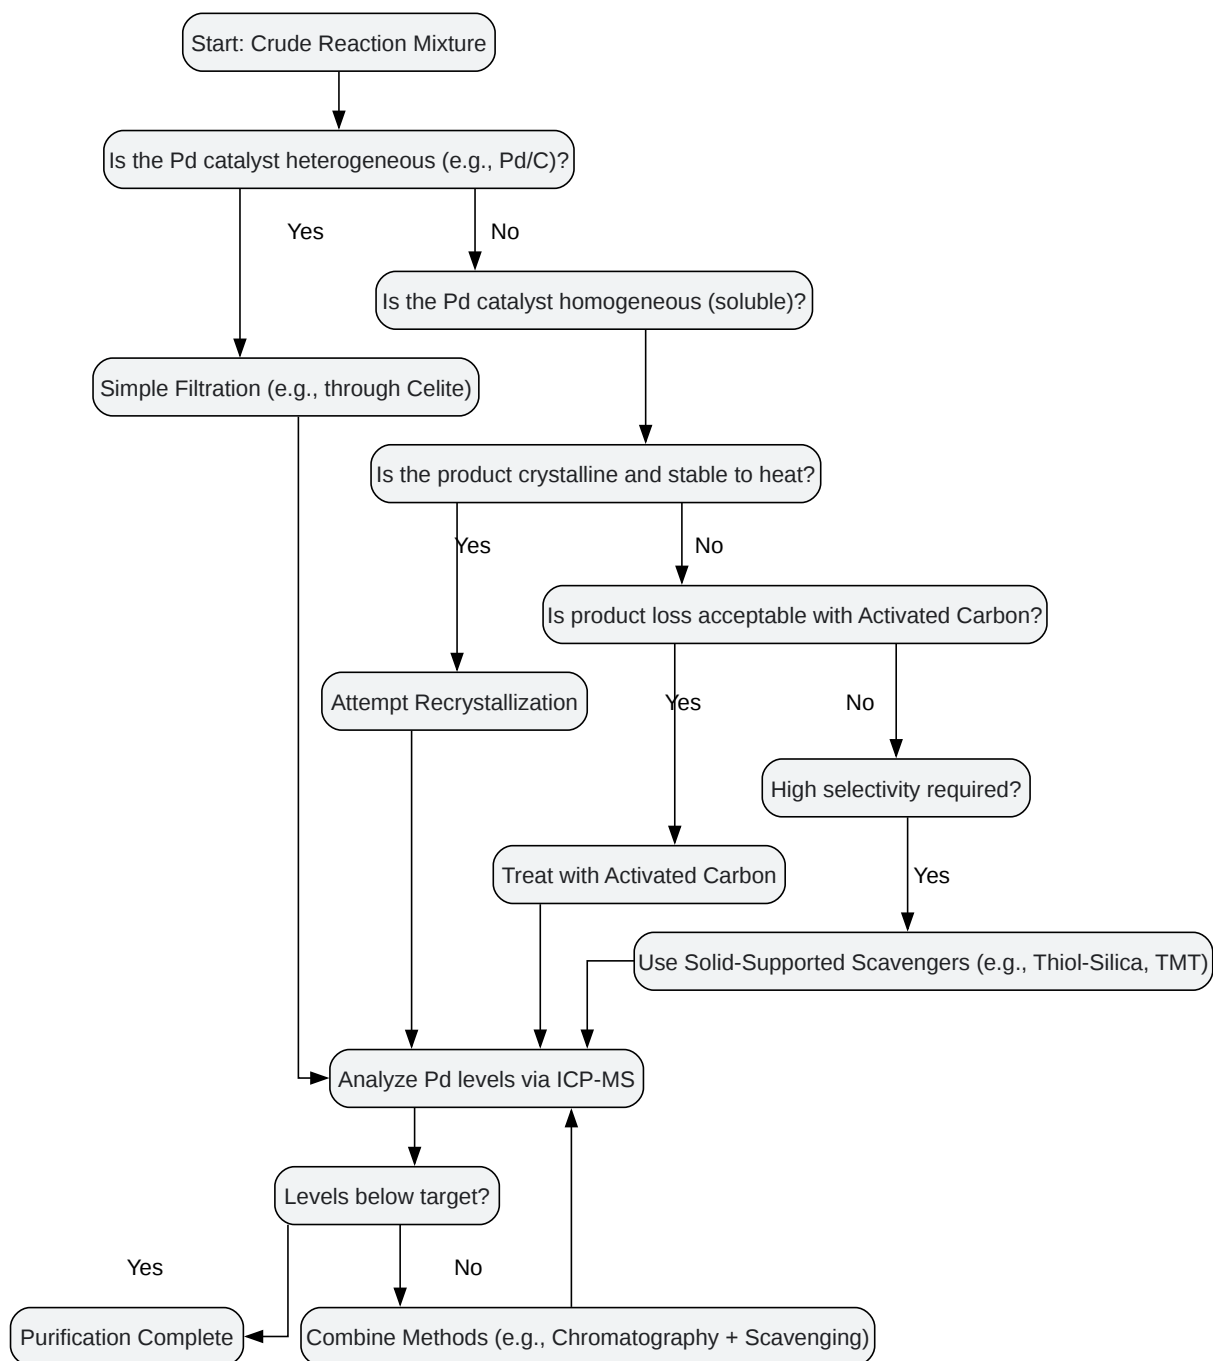 Start: Crude Reaction Mixture
Is the Pd catalyst heterogeneous (e.g., Pd/C)?
Yes
No
Is the Pd catalyst homogeneous (soluble)?
Simple Filtration (e.g., through Celite)
Is the product crystalline and stable to heat?
Yes
No
Is product loss acceptable with Activated Carbon?
Attempt Recrystallization
Yes
No
High selectivity required?
Treat with Activated Carbon
Yes
Use Solid-Supported Scavengers (e.g., Thiol-Silica, TMT)
Analyze Pd levels via ICP-MS
Levels below target?
Yes
No
Purification Complete
Combine Methods (e.g., Chromatography + Scavenging)